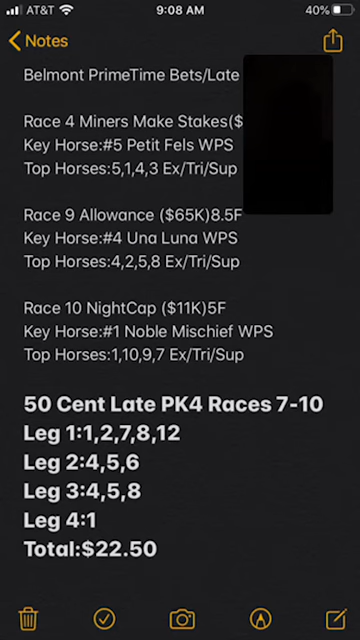 AT&T 9:08 AM 40%
Notes
Belmont PrimeTime Bets/Late
Race 4 Miners Make Stakes($
Key Horse:#5 Petit Fels WPS
Top Horses:5,1,4,3 Ex/Tri/Sup
Race 9 Allowance ($65K)8.5F
Key Horse:#4 Una Luna WPS
Top Horses:4,2,5,8 Ex/Tri/Sup
Race 10 NightCap ($11K)5F
Key Horse:#1 Noble Mischief WPS
Top Horses:1,10,9,7 Ex/Tri/Sup
50 Cent Late PK4 Races 7-10
Leg 1:1,2,7,8,12
Leg 2:4,5,6
Leg 3:4,5,8
Leg 4:1
Total:$22.50